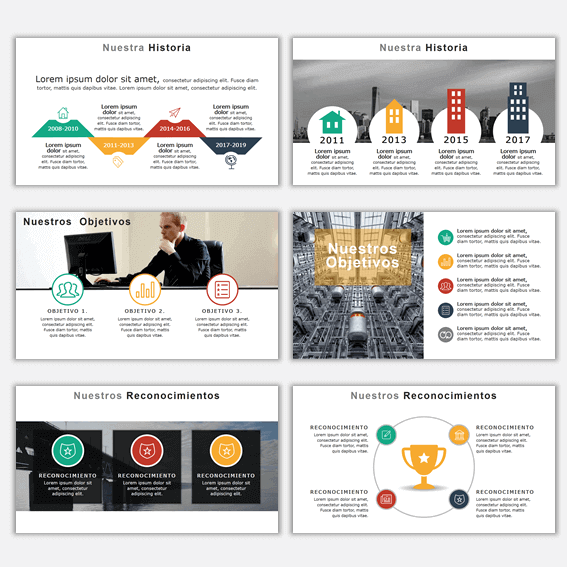 Nuestra Historia
Lorem ipsum dolor sit amet, consectetur adipiscing elit. Fusce diam
tortor, mattis quis dapibus vitae. consectetur adipiscing elit. Fusce diam tortor, mattis quis dapibus vitae.
2008-2010
Lorem ipsum
dolor sit amet,
consectetur
adipiscing elit.
Fusce diam tortor,
mattis quis
dapibus vitae.
Lorem ipsum
dolor sit amet,
consectetur
adipiscing elit.
Fusce diam tortor,
mattis quis
dapibus vitae.
2011-2013
2014-2016
Lorem ipsum
dolor sit amet,
consectetur
adipiscing elit.
Fusce diam tortor,
mattis quis
dapibus vitae.
Lorem ipsum
dolor sit amet,
consectetur
adipiscing elit.
Fusce diam tortor,
mattis quis
dapibus vitae.
2017-2019
Nuestra Historia
2011
Lorem ipsum
dolor sit amet,
consectetur
adipiscing elit. Fusce
diam tortor, mattis
quis dapibus vitae.
2013
Lorem ipsum
dolor sit amet,
consectetur
adipiscing elit. Fusce
diam tortor, mattis
quis dapibus vitae.
2015
Lorem ipsum
dolor sit amet,
consectetur
adipiscing elit. Fusce
diam tortor, mattis
quis dapibus vitae.
2017
Lorem ipsum
dolor sit amet,
consectetur
adipiscing elit. Fusce
diam tortor, mattis
quis dapibus vitae.
Nuestros Objetivos
OBJETIVO 1.
Lorem ipsum dolor sit
amet, consectetur
adipiscing elit.
OBJETIVO 2.
Lorem ipsum dolor sit
amet, consectetur
adipiscing elit.
OBJETIVO 3.
Lorem ipsum dolor sit
amet, consectetur
adipiscing elit.
Nuestros
Objetivos
Lorem ipsum dolor sit amet,
consectetur adipiscing elit. Fusce
diam tortor, mattis quis dapibus vitae.
Lorem ipsum dolor sit amet,
consectetur adipiscing elit. Fusce
diam tortor, mattis quis dapibus vitae.
Lorem ipsum dolor sit amet,
consectetur adipiscing elit. Fusce
diam tortor, mattis quis dapibus vitae.
Lorem ipsum dolor sit amet,
consectetur adipiscing elit. Fusce
diam tortor, mattis quis dapibus vitae.
Lorem ipsum dolor sit amet,
consectetur adipiscing elit. Fusce
diam tortor, mattis quis dapibus vitae.
Nuestros Reconocimientos
RECONOCIMIENTO
Lorem ipsum dolor sit
amet, consectetur
adipiscing elit.
RECONOCIMIENTO
Lorem ipsum dolor sit
amet, consectetur
adipiscing elit.
RECONOCIMIENTO
Lorem ipsum dolor sit
amet, consectetur
adipiscing elit.
Nuestros Reconocimientos
RECONOCIMIENTO
Lorem ipsum dolor sit amet,
consectetur adipiscing elit. Fusce
diam tortor, mattis quis
dapibus vitae.
RECONOCIMIENTO
Lorem ipsum dolor sit amet,
consectetur adipiscing elit. Fusce
diam tortor, mattis quis
dapibus vitae.
RECONOCIMIENTO
Lorem ipsum dolor sit amet,
consectetur adipiscing elit. Fusce
diam tortor, mattis quis
dapibus vitae.
RECONOCIMIENTO
Lorem ipsum dolor sit amet,
consectetur adipiscing elit. Fusce
diam tortor, mattis quis
dapibus vitae.